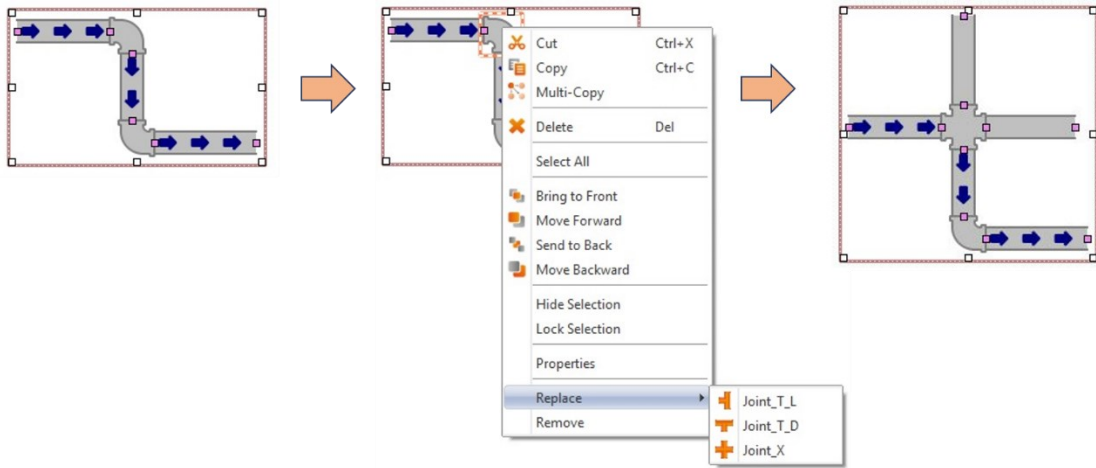 Cut Ctrl+X
Copy Ctrl+C
Multi-Copy
Delete Del
Select All
Bring to Front
Move Forward
Send to Back
Move Backward
Hide Selection
Lock Selection
Properties
Replace
Remove
Joint_T_L
Joint_T_D
Joint_X